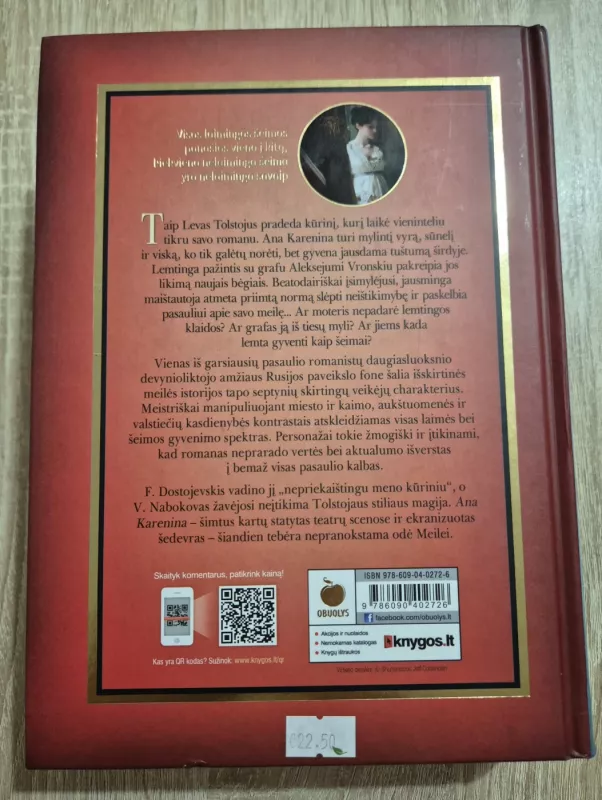 Visos laimingos šeimos
panašios viena į kitą,
kiekviena nelaiminga šeima
yra nelaiminga savaip
Taip Levas Tolstojus pradeda kūrinį, kurį laikė vieninteliu
tikru savo romanu. Ana Karenina turi mylintį vyrą, sūnelį
ir viską, ko tik galėtų norėti, bet gyvena jausdama tuštumą širdyje.
Lemtinga pažintis su grafu Aleksejumi Vronskiu pakreipia jos
likimą naujais bėgiais. Beatodairiškai įsimylėjusi, jausminga
maištautoja atmeta priimtą normą slėpti neištikimybę ir paskelbia
pasauliui apie savo meilę... Ar moteris nepadarė lemtingos
klaidos? Ar grafas ją iš tiesų myli? Ar jiems kada
lemta gyventi kaip šeimai?
Vienas iš garsiausių pasaulio romanistų daugiasluoksnio
devynioliktojo amžiaus Rusijos paveikslo fone šalia išskirtinės
meilės istorijos tapo septynių skirtingų veikėjų charakterius.
Meistriškai manipuliuojant miesto ir kaimo, aukštuomenės ir
valstiečių kasdienybės kontrastais atskleidžiamas visas laimės bei
šeimos gyvenimo spektras. Personažai tokie žmogiški ir įtikinami,
kad romanas neprarado vertės bei aktualumo išverstas
į bemaž visas pasaulio kalbas.
F. Dostojevskis vadino jį „nepriekaištingu meno kūriniu“, o
V. Nabokovas žavėjosi neįtikima Tolstojaus stiliaus magija. Ana
Karenina – šimtus kartų statytas teatrų scenose ir ekranizuotas
šedevras – šiandien tebėra nepranokstama odė Meilei.
Skaityk komentarus, patikrink kainą!
Kas yra QR kodas? Sužinok: www.knygos.lt/qr
OBUOLYS
ISBN 978-609-04-0272-6
9 786090 402726
facebook.com/obuolys.lt
• Akcijos ir nuolaidos
• Nemokamas katalogas
• Knygų ištraukos
knygos.lt
€22.50